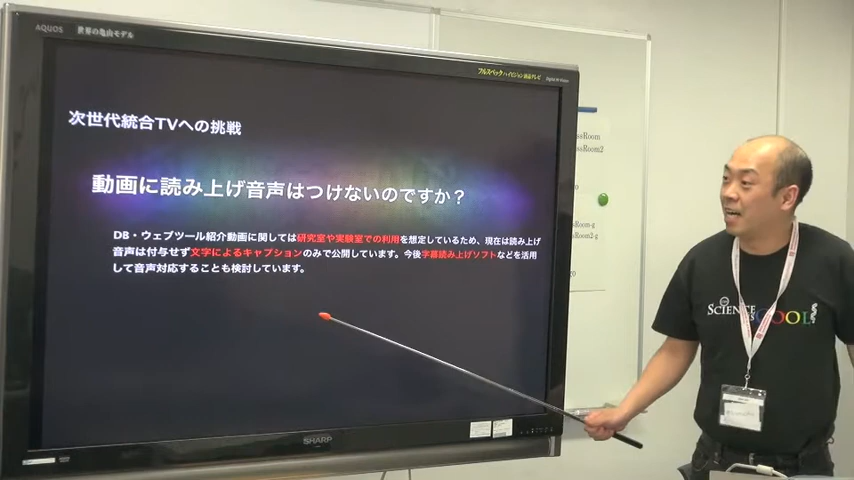 AQUOS 世界の亀山モデル
フルスペックハイビジョン液晶テレビ
次世代統合TVへの挑戦
動画に読み上げ音声はつけないのですか？
DB・ウェブツール紹介動画に関しては研究室や実験室での利用を想定しているため、現在は読み上げ
音声は付与せず文字によるキャプションのみで公開しています。今後字幕読み上げソフトなどを活用
して音声対応することも検討しています。
SHARP
ssRoom
ssRoom2
Room-g
Room2-g
SCIENCE
IS
COOL!